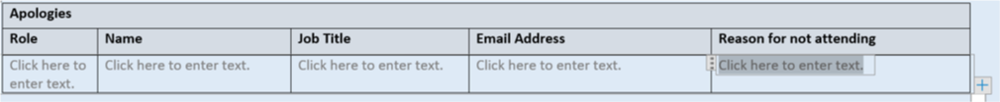 Apologies
Role Name Job Title Email Address Reason for not attending
Click here to Click here to enter text. Click here to enter text. Click here to enter text. Click here to enter text.
enter text.